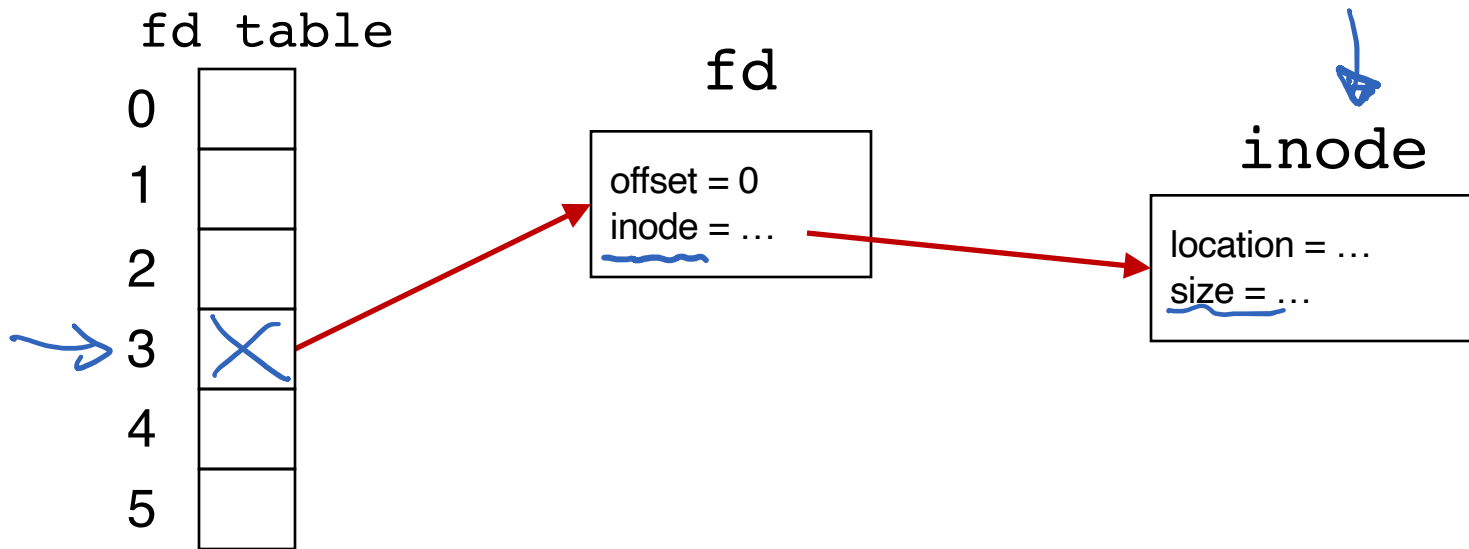 fd table
0
1
2
3
4
5
fd
offset = 0
inode = …
inode
location = …
size = …